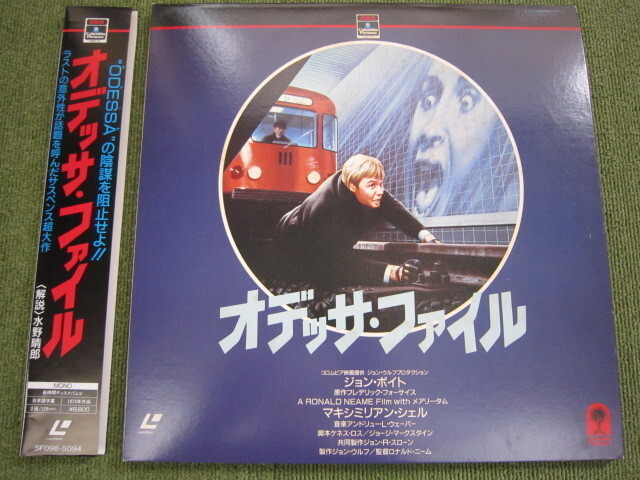 "ODESSA"の陰謀を阻止せよ!!
オデッサ・ファイル
ラストの意外性が話題を呼んだサスペンス超大作
〈解説〉水野晴郎
MONO
SF098-5094
Columbia Pictures
オデッサ・ファイル
コロムビア映画提供 ジョン・ウルフプロダクション
ジョン・ボイト
原作フレデリック・フォーサイス
A RONALD NEAME Film with メアリー・タム
マキシミリアン・シェル
音楽アンドリュー・L・ウェーバー
脚本ケネス・ロス/ジョージ・マークスタイン
共同製作ジョン・R・スローン
製作ジョン・ウルフ/監督ロナルド・ニーム